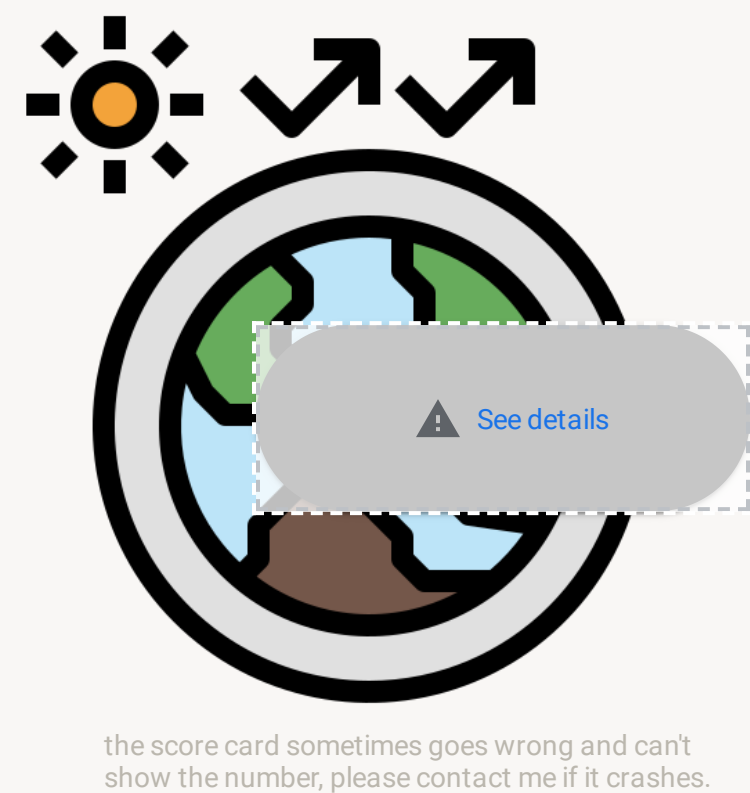 See details
the score card sometimes goes wrong and can't
show the number, please contact me if it crashes.